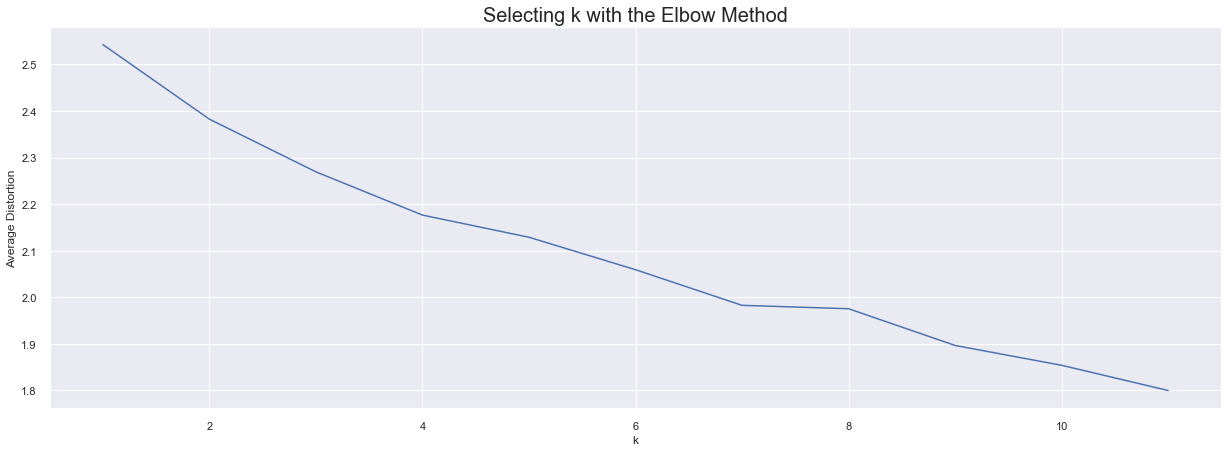 Selecting k with the Elbow Method
2.5
2.4
2.3
2.2
2.1
2.0
1.9
1.8
Average Distortion
2 4 6 8 10
k